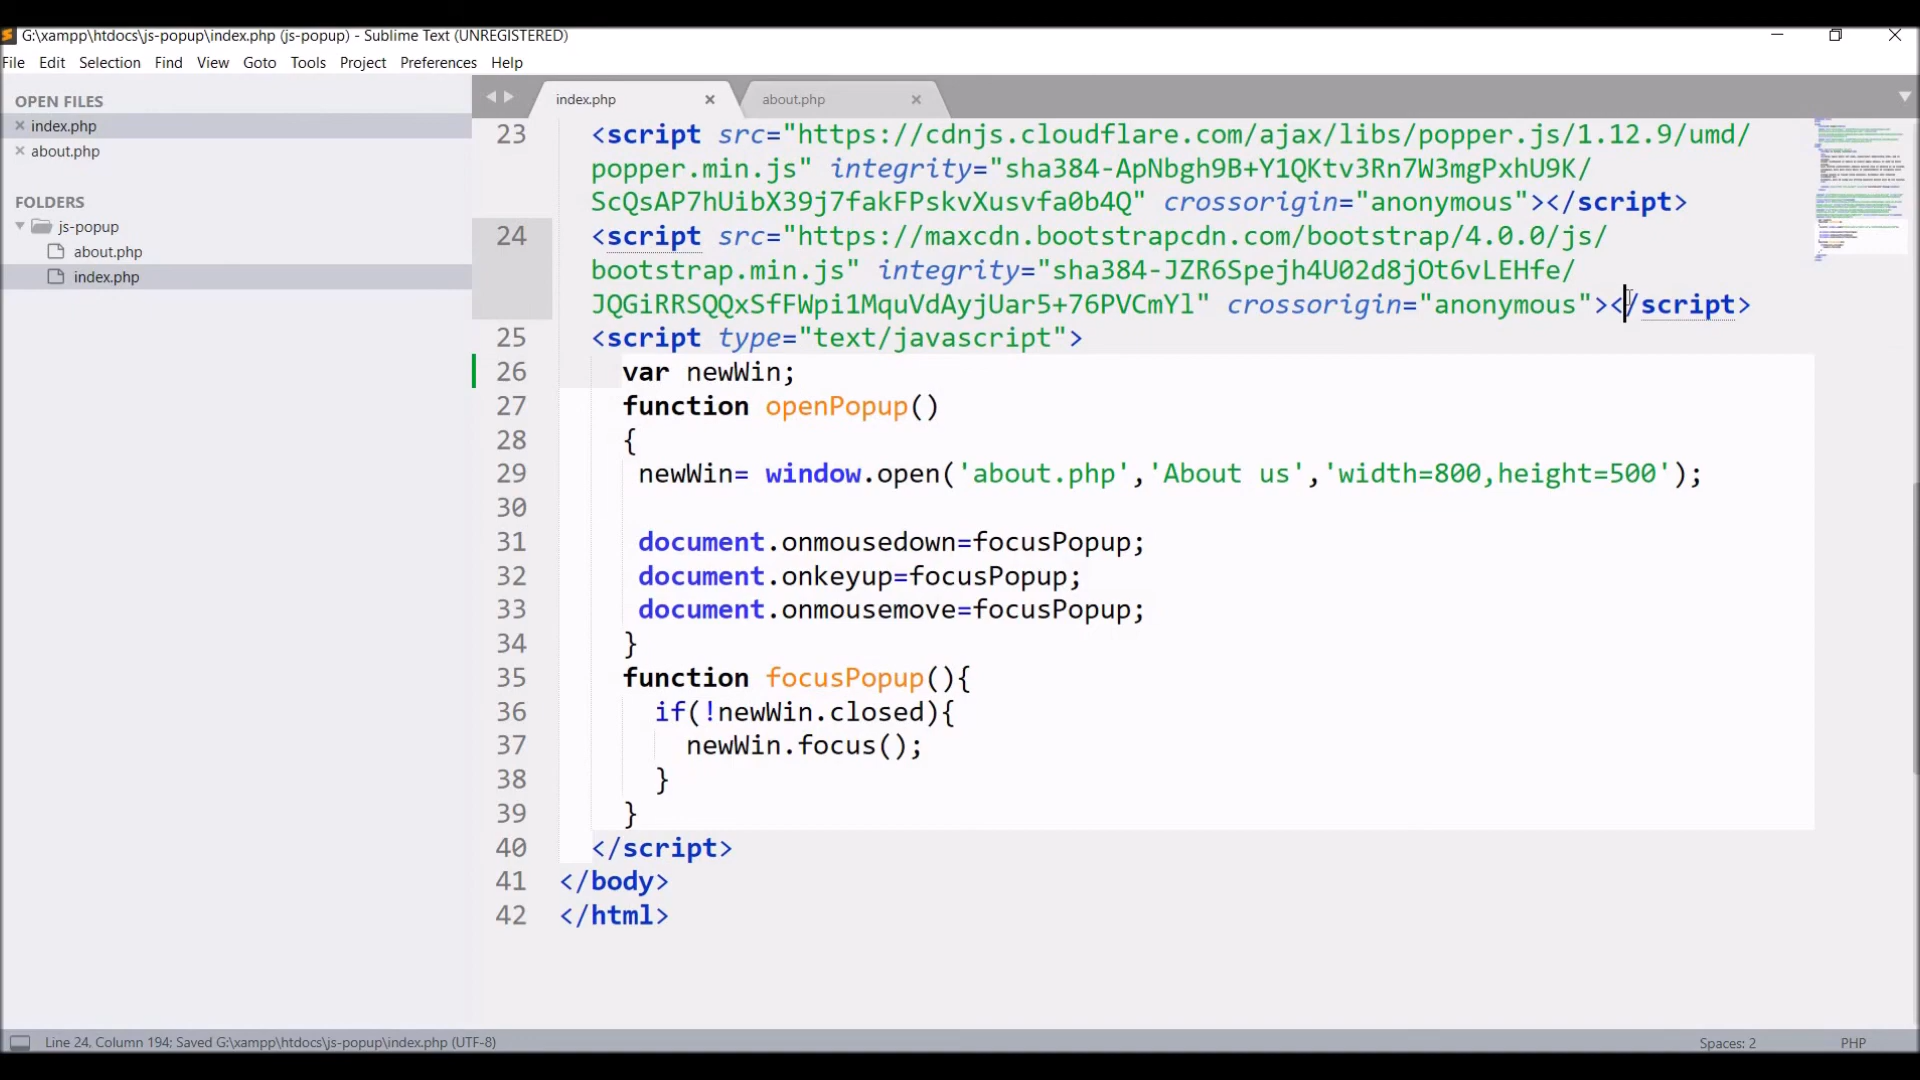 G:\xampp\htdocs\js-popup\index.php (js-popup) - Sublime Text (UNREGISTERED)
File Edit Selection Find View Goto Tools Project Preferences Help
OPEN FILES
index.php
about.php
FOLDERS
js-popup
about.php
index.php
index.php about.php
23 <script src="https://cdnjs.cloudflare.com/ajax/libs/popper.js/1.12.9/umd/
popper.min.js" integrity="sha384-ApNbgh9B+Y1QKtv3Rn7W3mgPxhU9K/
ScQsAP7hUibX39j7fakFPskvXusvfa0b4Q" crossorigin="anonymous"></script>
24 <script src="https://maxcdn.bootstrapcdn.com/bootstrap/4.0.0/js/
bootstrap.min.js" integrity="sha384-JZR6Spejh4U02d8jOt6vLEHfe/
JQGiRRSQQxSfFWpi1MquVdAyjUar5+76PVCmYl" crossorigin="anonymous"></script>
25 <script type="text/javascript">
26 var newWin;
27 function openPopup()
28 {
29 newWin= window.open('about.php','About us','width=800,height=500');
30
31 document.onmousedown=focusPopup;
32 document.onkeyup=focusPopup;
33 document.onmousemove=focusPopup;
34 }
35 function focusPopup(){
36 if(!newWin.closed){
37 newWin.focus();
38 }
39 }
40 </script>
41 </body>
42 </html>
Line 24, Column 194; Saved G:\xampp\htdocs\js-popup\index.php (UTF-8) Spaces: 2 PHP